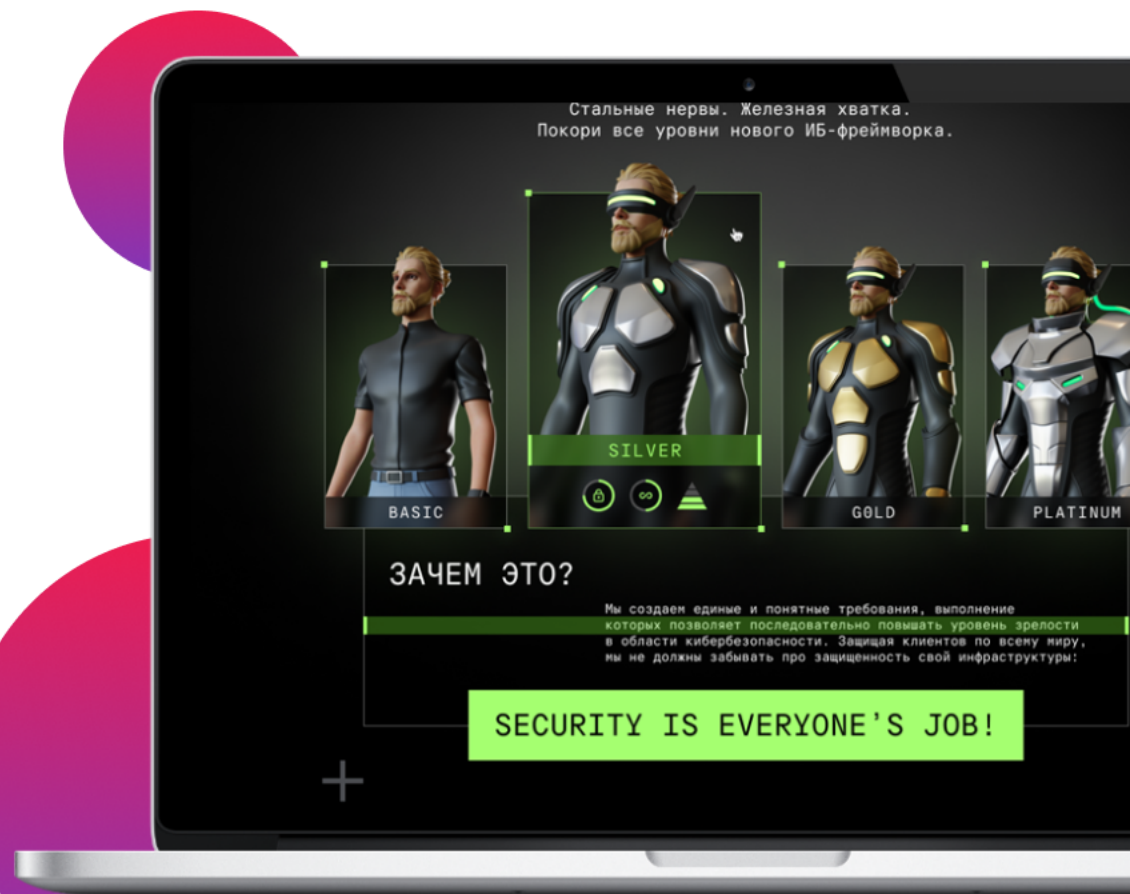 Стальные нервы. Железная хватка.
Покори все уровни нового ИБ-фреймворка.
SILVER
BASIC
GOLD
PLATINUM
ЗАЧЕМ ЭТО?
Мы создаем единые и понятные требования, выполнение
которых позволяет последовательно повышать уровень зрелости
в области кибербезопасности. Защищая клиентов по всему миру,
мы не должны забывать про защищенность свой инфраструктуры:
SECURITY IS EVERYONE’S JOB!